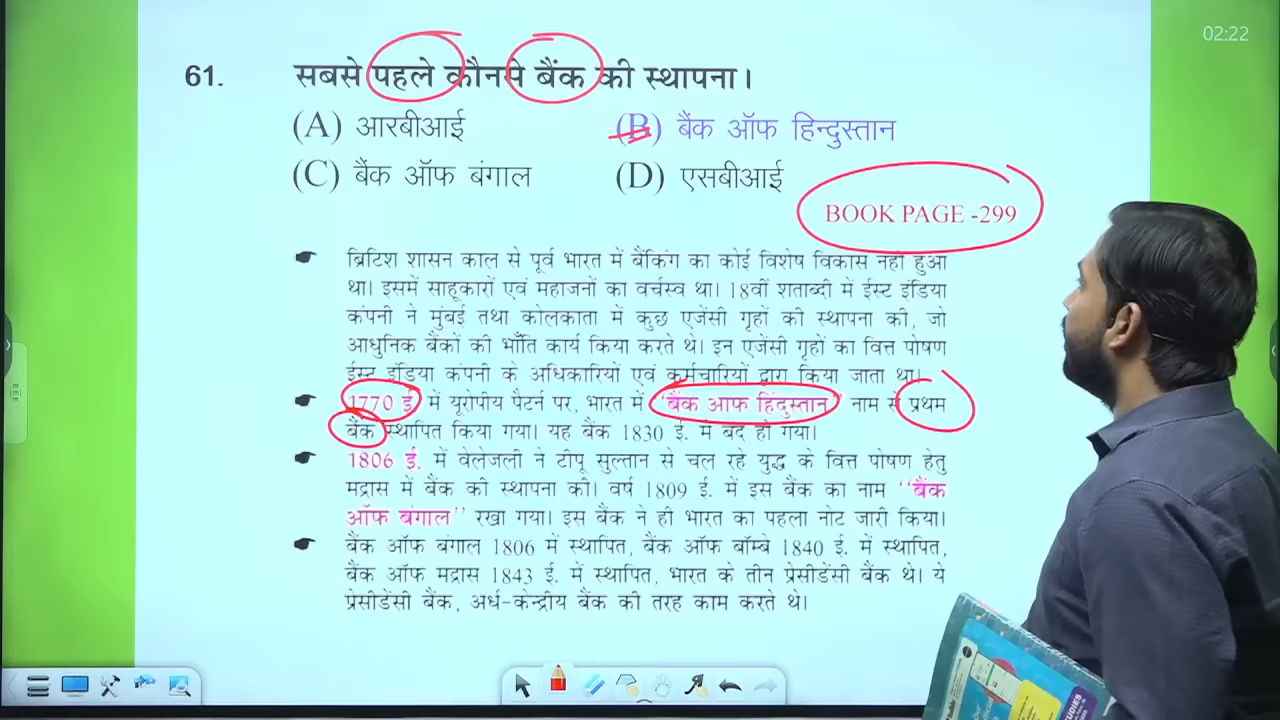 02:22
61. सबसे पहले कौनसे बैंक की स्थापना।
(A) आरबीआई (B) बैंक ऑफ हिन्दुस्तान
(C) बैंक ऑफ बंगाल (D) एसबीआई
BOOK PAGE -299
ब्रिटिश शासन काल से पूर्व भारत में बैंकिंग का कोई विशेष विकास नहीं हुआ
था। इसमें साहूकारों एवं महाजनों का वर्चस्व था। 18वीं शताब्दी में ईस्ट इंडिया
कंपनी ने मुंबई तथा कोलकाता में कुछ एजेंसी गृहों की स्थापना की, जो
आधुनिक बैंकों की भाँति कार्य किया करते थे। इन एजेंसी गृहों का वित्त पोषण
ईस्ट इंडिया कंपनी के अधिकारियों एवं कर्मचारियों द्वारा किया जाता था।
1770 ई. में यूरोपीय पैटर्न पर, भारत में ''बैंक आफ हिंदुस्तान'' नाम से प्रथम
बैंक स्थापित किया गया। यह बैंक 1830 ई. में बंद हो गया।
1806 ई. में वेलेजली ने टीपू सुल्तान से चल रहे युद्ध के वित्त पोषण हेतु
मद्रास में बैंक की स्थापना की। वर्ष 1809 ई. में इस बैंक का नाम ''बैंक
ऑफ बंगाल'' रखा गया। इस बैंक ने ही भारत का पहला नोट जारी किया।
बैंक ऑफ बंगाल 1806 में स्थापित, बैंक ऑफ बॉम्बे 1840 ई. में स्थापित,
बैंक ऑफ मद्रास 1843 ई. में स्थापित, भारत के तीन प्रेसीडेंसी बैंक थे। ये
प्रेसीडेंसी बैंक, अर्ध-केन्द्रीय बैंक की तरह काम करते थे।